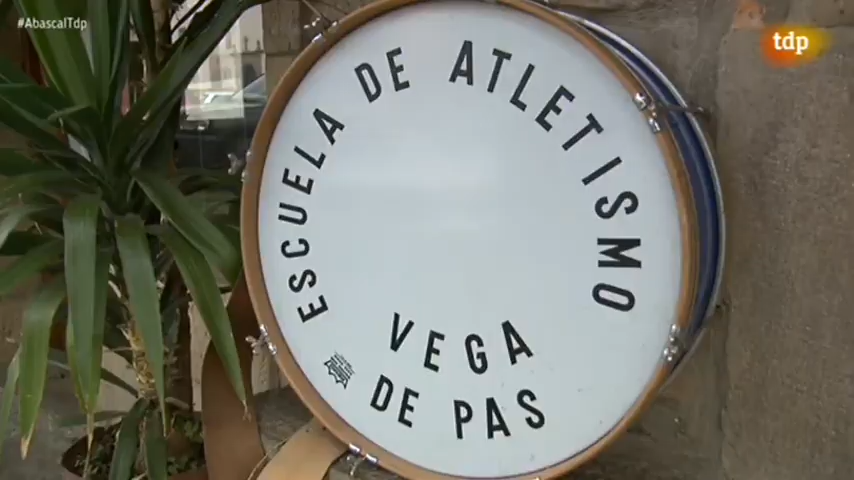 #AbascalTdp
tdp
ESCUELA DE ATLETISMO
VEGA
DE PAS